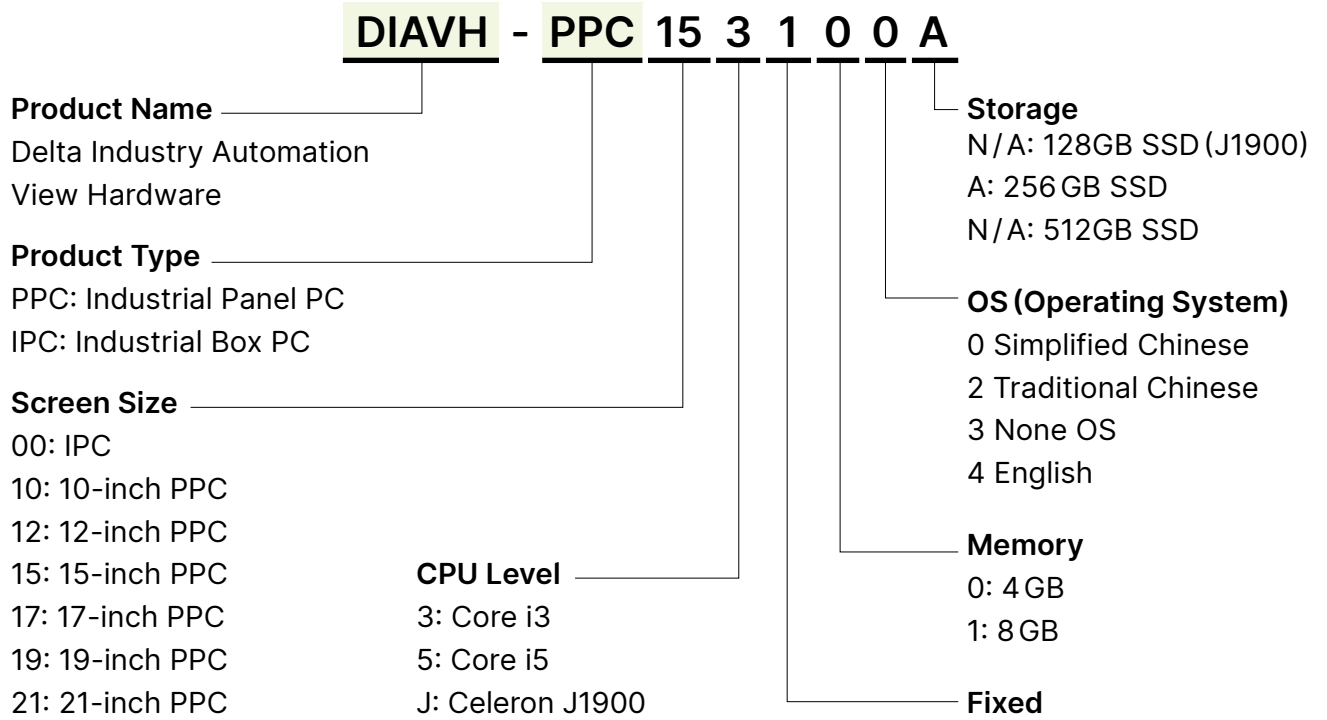 DIAVH - PPC 15 3 1 0 0 A
Product Name
Delta Industry Automation
View Hardware
Product Type
PPC: Industrial Panel PC
IPC: Industrial Box PC
Screen Size
00: IPC
10: 10-inch PPC
12: 12-inch PPC
15: 15-inch PPC
17: 17-inch PPC
19: 19-inch PPC
21: 21-inch PPC
CPU Level
3: Core i3
5: Core i5
J: Celeron J1900
Storage
N/A: 128GB SSD (J1900)
A: 256 GB SSD
N/A: 512GB SSD
OS (Operating System)
0 Simplified Chinese
2 Traditional Chinese
3 None OS
4 English
Memory
0: 4 GB
1: 8 GB
Fixed